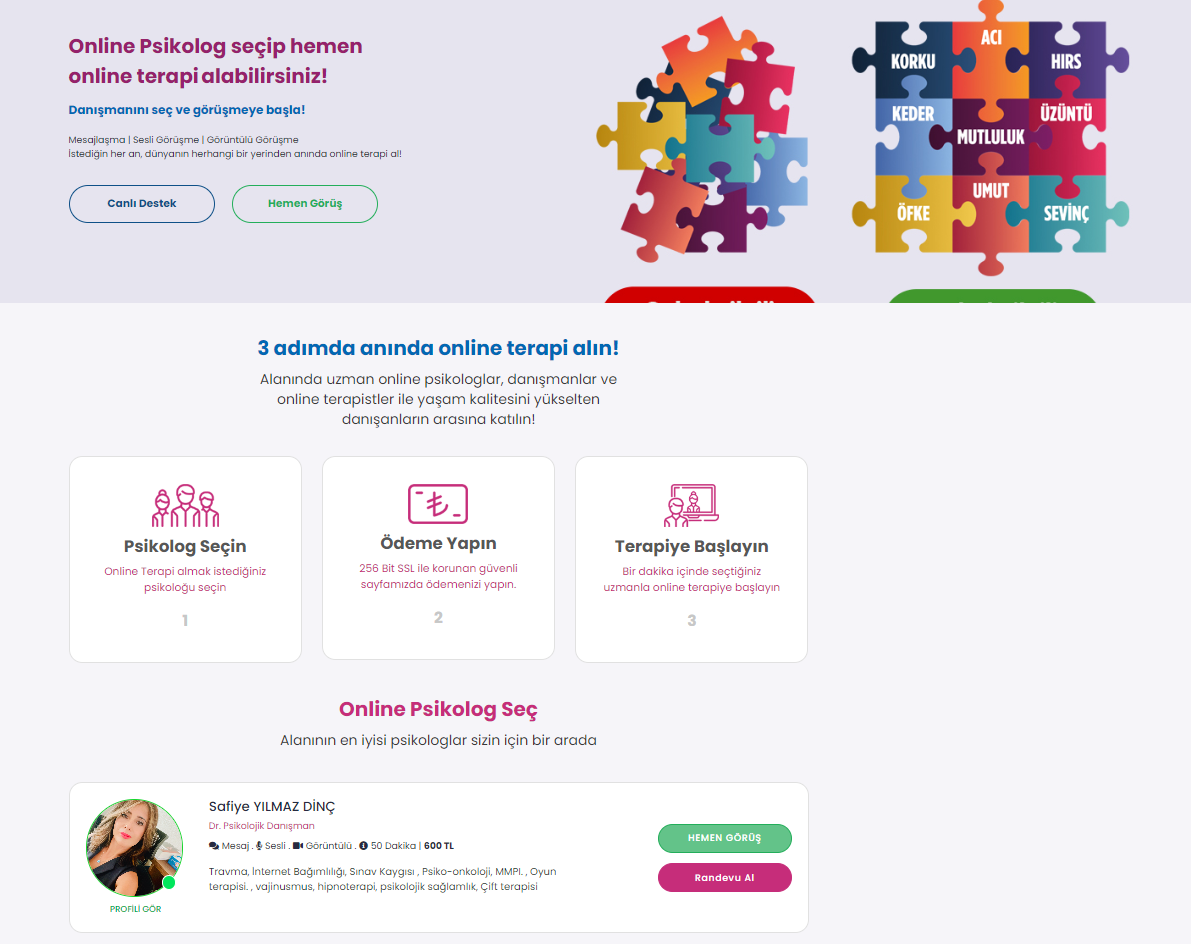 Online Psikolog seçip hemen
online terapi alabilirsiniz!
Danışmanını seç ve görüşmeye başla!
Mesajlaşma | Sesli Görüşme | Görüntülü Görüşme
İstediğin her an, dünyanın herhangi bir yerinden anında online terapi al!
Canlı Destek
Hemen Görüş
KORKU
ACI
HIRS
KEDER
MUTLULUK
ÜZÜNTÜ
ÖFKE
UMUT
SEVİNÇ
3 adımda anında online terapi alın!
Alanında uzman online psikologlar, danışmanlar ve
online terapistler ile yaşam kalitesini yükselten
danışanların arasına katılın!
Psikolog Seçin
Online Terapi almak istediğiniz
psikoloğu seçin
1
Ödeme Yapın
256 Bit SSL ile korunan güvenli
sayfamızda ödemenizi yapın.
2
Terapiye Başlayın
Bir dakika içinde seçtiğiniz
uzmanla online terapiye başlayın
3
Online Psikolog Seç
Alanının en iyisi psikologlar sizin için bir arada
Safiye YILMAZ DİNÇ
Dr. Psikolojik Danışman
Mesaj . Sesli . Görüntülü . 50 Dakika | 600 TL
Travma, İnternet Bağımlılığı, Sınav Kaygısı , Psiko-onkoloji, MMPI. , Oyun
terapisi. , vajinusmus, hipnoterapi, psikolojik sağlamlık, Çift terapisi
PROFİLİ GÖR
HEMEN GÖRÜŞ
Randevu Al